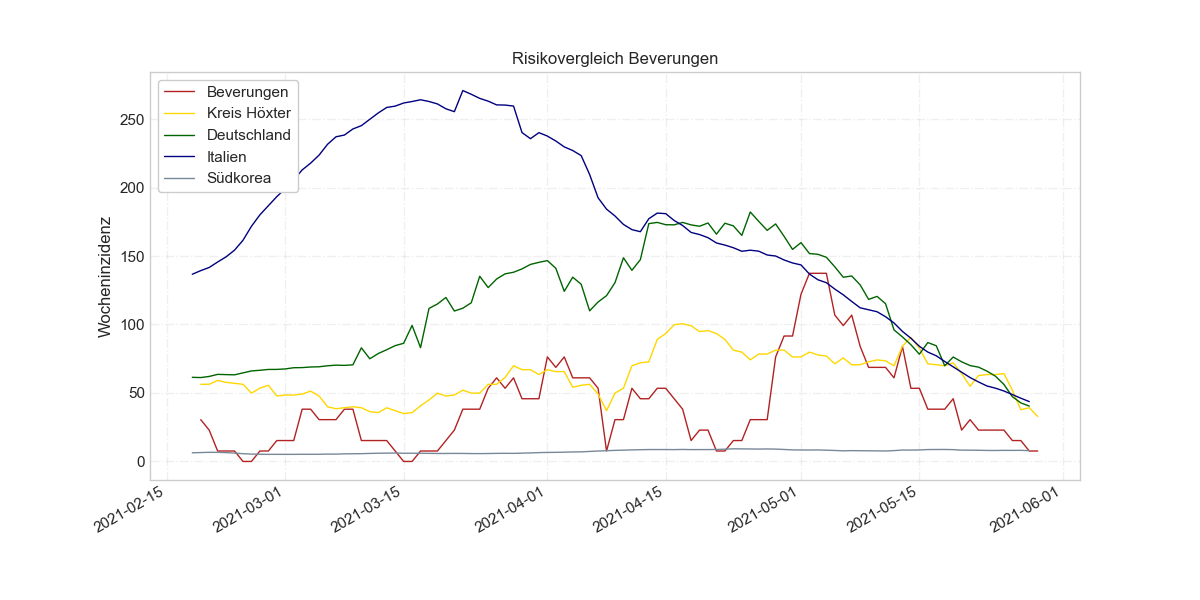 Risikovergleich Beverungen
Beverungen
Kreis Höxter
Deutschland
Italien
Südkorea
Wocheninzidenz
250
200
150
100
50
0
2021-02-15
2021-03-01
2021-03-15
2021-04-01
2021-04-15
2021-05-01
2021-05-15
2021-06-01